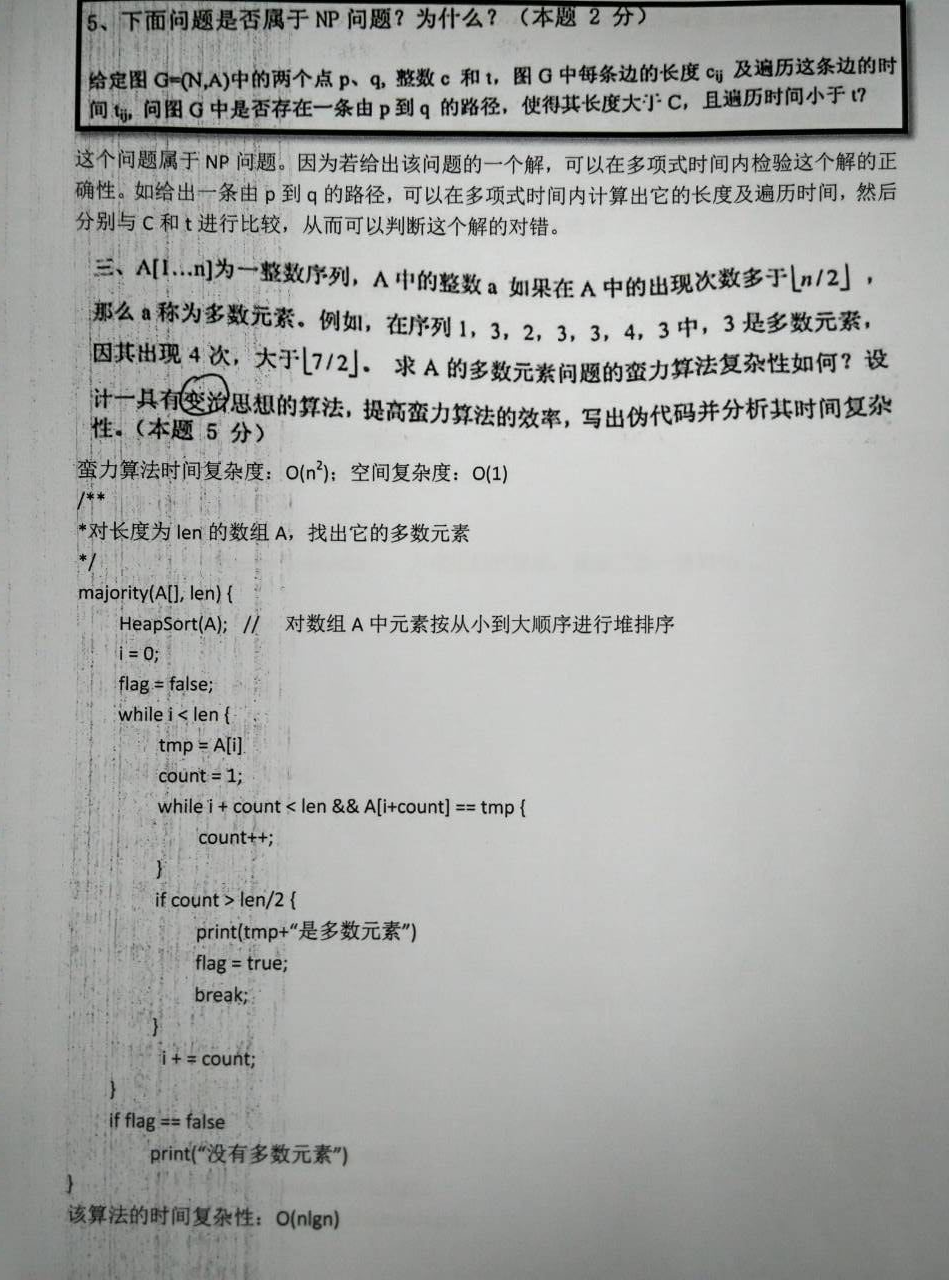 5、下面问题是否属于 NP 问题？为什么？（本题 2 分）
给定图 G=(N,A)中的两个点 p、q, 整数 c 和 t，图 G 中每条边的长度 cij 及遍历这条边的时
间 tij, 问图 G 中是否存在一条由 p 到 q 的路径，使得其长度大于 C，且遍历时间小于 t?
这个问题属于 NP 问题。因为若给出该问题的一个解，可以在多项式时间内检验这个解的正
确性。如给出一条由 p 到 q 的路径，可以在多项式时间内计算出它的长度及遍历时间，然后
分别与 C 和 t 进行比较，从而可以判断这个解的对错。
三、A[1…n]为一整数序列，A 中的整数 a 如果在 A 中的出现次数多于⌊n/2⌋，
那么 a 称为多数元素。例如，在序列 1，3，2，3，3，4，3 中，3 是多数元素，
因其出现 4 次，大于⌊7/2⌋。 求 A 的多数元素问题的蛮力算法复杂性如何？设
计一具有变治思想的算法，提高蛮力算法的效率，写出伪代码并分析其时间复杂
性。（本题 5 分）
蛮力算法时间复杂度：O(n²)；空间复杂度：O(1)
/**
*对长度为 len 的数组 A，找出它的多数元素
*/
majority(A[], len) {
HeapSort(A); // 对数组 A 中元素按从小到大顺序进行堆排序
i = 0;
flag = false;
while i < len {
tmp = A[i]
count = 1;
while i + count < len && A[i+count] == tmp {
count++;
}
if count > len/2 {
print(tmp+“是多数元素”)
flag = true;
break;
}
i + = count;
}
if flag == false
print(“没有多数元素”)
}
该算法的时间复杂性：O(nlgn)